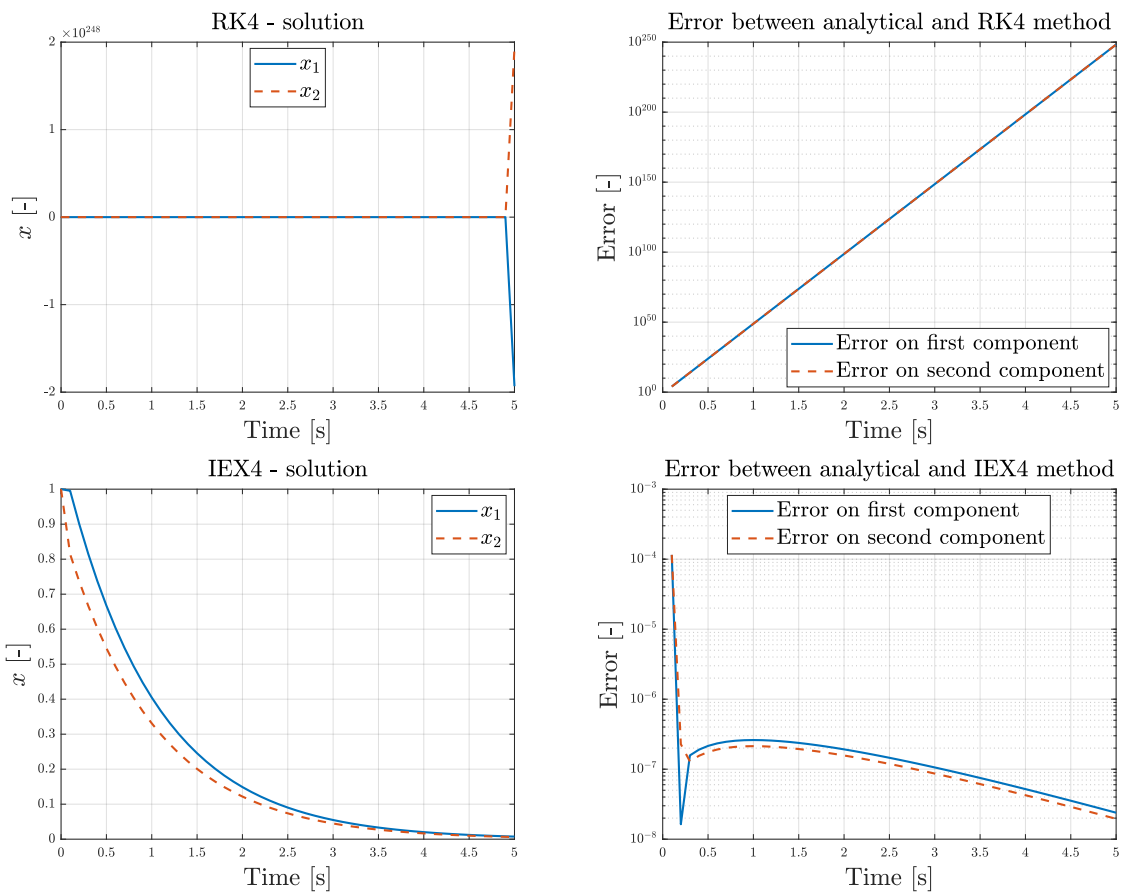 RK4 - solution
×10^248
2
1
0
-1
-2
x [-]
x₁
x₂
0 0.5 1 1.5 2 2.5 3 3.5 4 4.5 5
Time [s]
Error between analytical and RK4 method
10^250
10^200
10^150
10^100
10^50
10^0
Error [-]
Error on first component
Error on second component
0 0.5 1 1.5 2 2.5 3 3.5 4 4.5 5
Time [s]
IEX4 - solution
1
0.9
0.8
0.7
0.6
0.5
0.4
0.3
0.2
0.1
0
x [-]
x₁
x₂
0 0.5 1 1.5 2 2.5 3 3.5 4 4.5 5
Time [s]
Error between analytical and IEX4 method
10^-3
10^-4
10^-5
10^-6
10^-7
10^-8
Error [-]
Error on first component
Error on second component
0 0.5 1 1.5 2 2.5 3 3.5 4 4.5 5
Time [s]